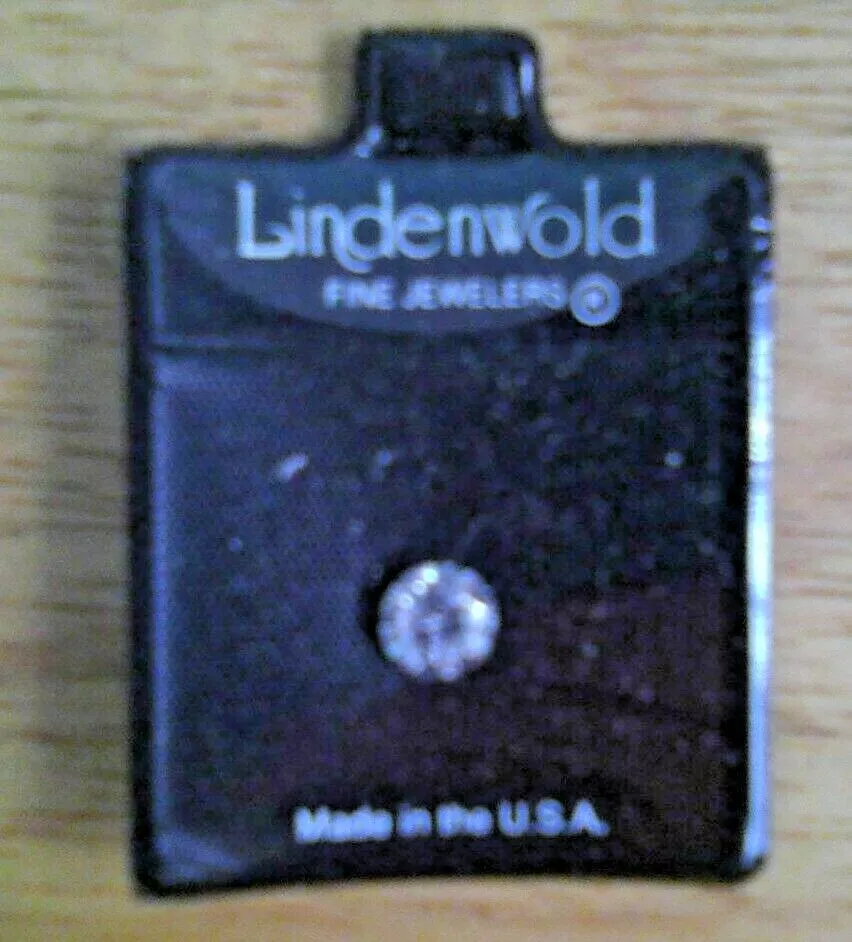 Lindenwold
FINE JEWELERS
Made in the U.S.A.